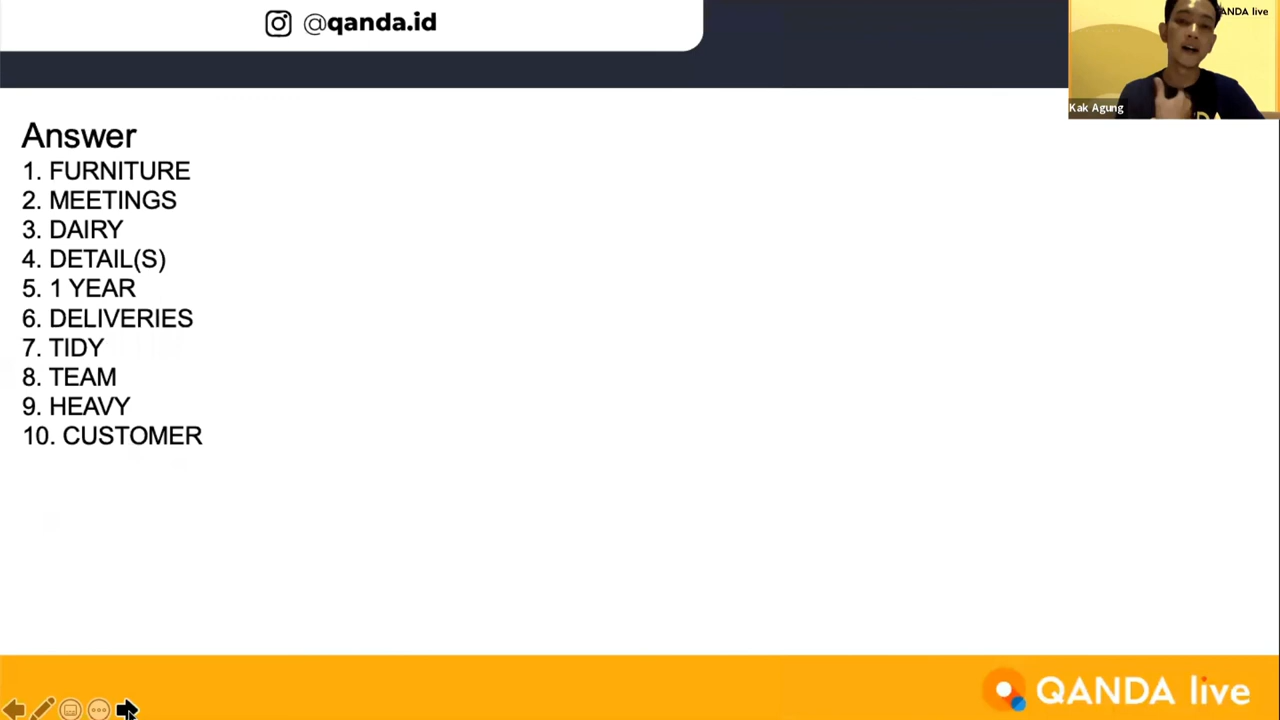 @qanda.id
ANDA live
Kak Agung
Answer
1. FURNITURE
2. MEETINGS
3. DAIRY
4. DETAIL(S)
5. 1 YEAR
6. DELIVERIES
7. TIDY
8. TEAM
9. HEAVY
10. CUSTOMER
QANDA live